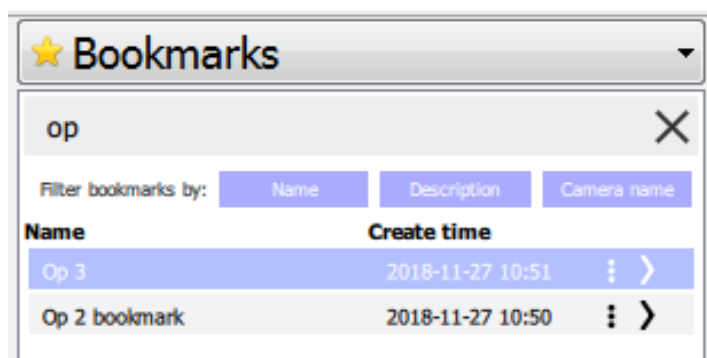 Bookmarks
op
Filter bookmarks by: Name Description Camera name
Name Create time
Op 3 2018-11-27 10:51
Op 2 bookmark 2018-11-27 10:50